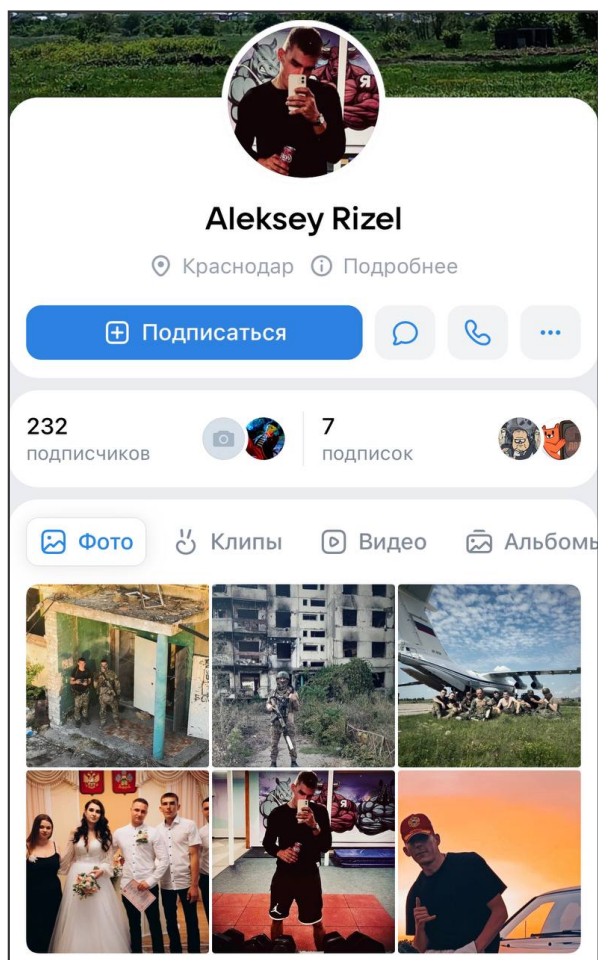 Aleksey Rizel
Краснодар Подробнее
Подписаться
232
подписчиков
7
подписок
Фото Клипы Видео Альбомы